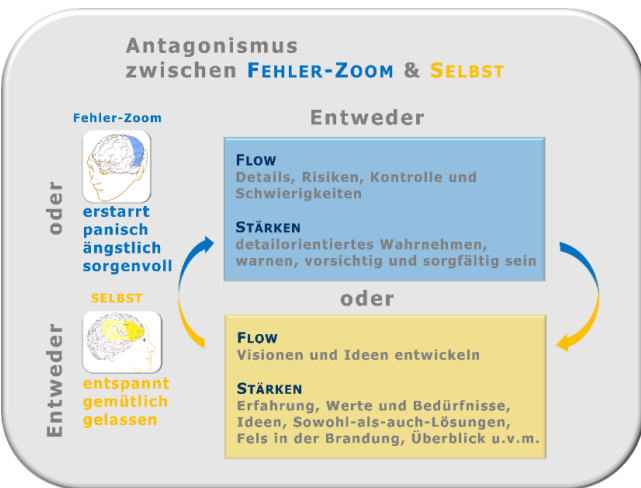 Antagonismus
zwischen FEHLER-ZOOM & SELBST
Entweder
Fehler-Zoom
erstarrt
panisch
ängstlich
sorgenvoll
oder
FLOW
Details, Risiken, Kontrolle und
Schwierigkeiten
STÄRKEN
detailorientiertes Wahrnehmen,
warnen, vorsichtig und sorgfältig sein
oder
SELBST
entspannt
gemütlich
gelassen
Entweder
FLOW
Visionen und Ideen entwickeln
STÄRKEN
Erfahrung, Werte und Bedürfnisse,
Ideen, Sowohl-als-auch-Lösungen,
Fels in der Brandung, Überblick u.v.m.